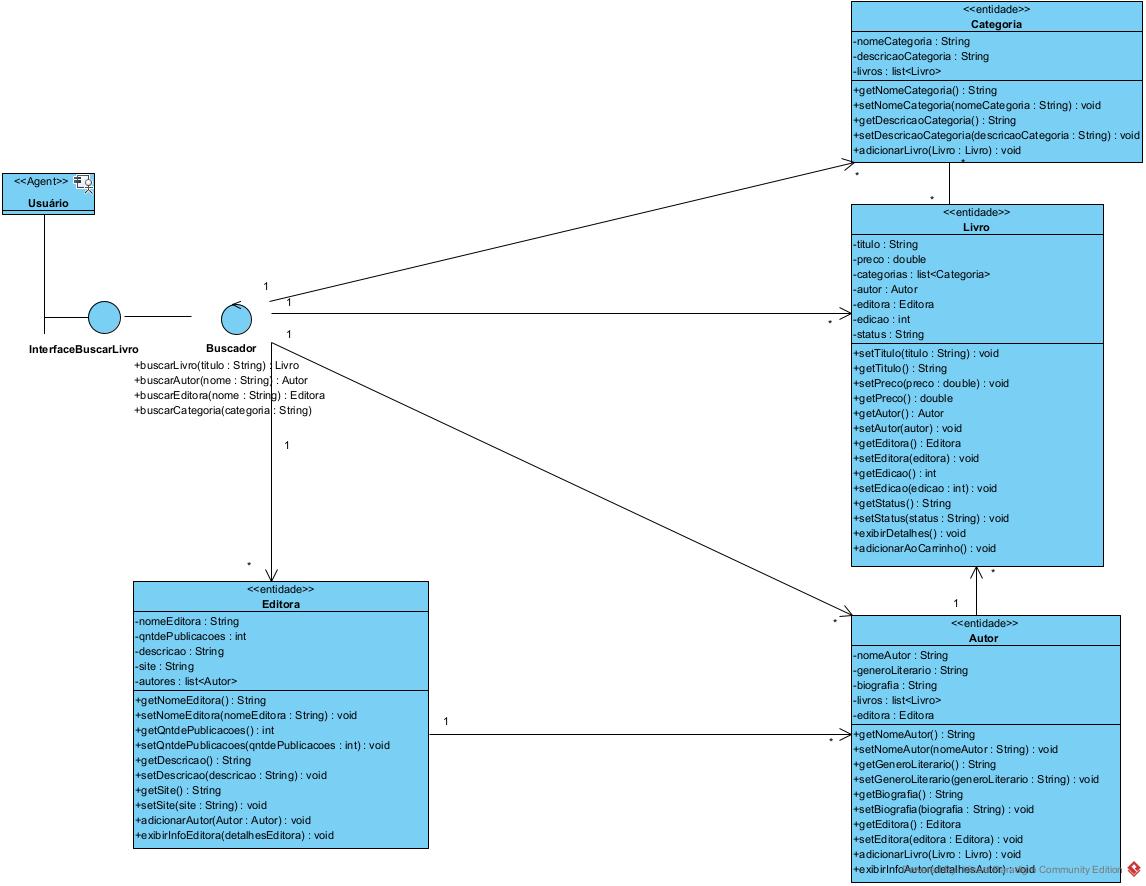 <<entidade>>
Categoria
-nomeCategoria : String
-descricaoCategoria : String
-livros : list<Livro>
+getNomeCategoria() : String
+setNomeCategoria(nomeCategoria : String) : void
+getDescricaoCategoria() : String
+setDescricaoCategoria(descricaoCategoria : String) : void
+adicionarLivro(Livro : Livro) : void
*
*
*
<<Agent>>
Usuário
<<entidade>>
Livro
-titulo : String
-preco : double
-categorias : list<Categoria>
-autor : Autor
-editora : Editora
-edicao : int
-status : String
+setTitulo(titulo : String) : void
+getTitulo() : String
+setPreco(preco : double) : void
+getPreco() : double
+getAutor() : Autor
+setAutor(autor) : void
+getEditora() : Editora
+setEditora(editora) : void
+getEdicao() : int
+setEdicao(edicao : int) : void
+getStatus() : String
+setStatus(status : String) : void
+exibirDetalhes() : void
+adicionarAoCarrinho() : void
1
1
*
1
InterfaceBuscarLivro
Buscador
+buscarLivro(titulo : String) : Livro
+buscarAutor(nome : String) : Autor
+buscarEditora(nome : String) : Editora
+buscarCategoria(categoria : String)
1
*
*
1
*
<<entidade>>
Editora
-nomeEditora : String
-qntdePublicacoes : int
-descricao : String
-site : String
-autores : list<Autor>
+getNomeEditora() : String
+setNomeEditora(nomeEditora : String) : void
+getQntdePublicacoes() : int
+setQntdePublicacoes(qntdePublicacoes : int) : void
+getDescricao() : String
+setDescricao(descricao : String) : void
+getSite() : String
+setSite(site : String) : void
+adicionarAutor(Autor : Autor) : void
+exibirInfoEditora(detalhesEditora) : void
1
*
<<entidade>>
Autor
-nomeAutor : String
-generoLiterario : String
-biografia : String
-livros : list<Livro>
-editora : Editora
+getNomeAutor() : String
+setNomeAutor(nomeAutor : String) : void
+getGeneroLiterario() : String
+setGeneroLiterario(generoLiterario : String) : void
+getBiografia() : String
+setBiografia(biografia : String) : void
+getEditora() : Editora
+setEditora(editora : Editora) : void
+adicionarLivro(Livro : Livro) : void
+exibirInfoAutor(detalhesAutor) : void
Community Edition